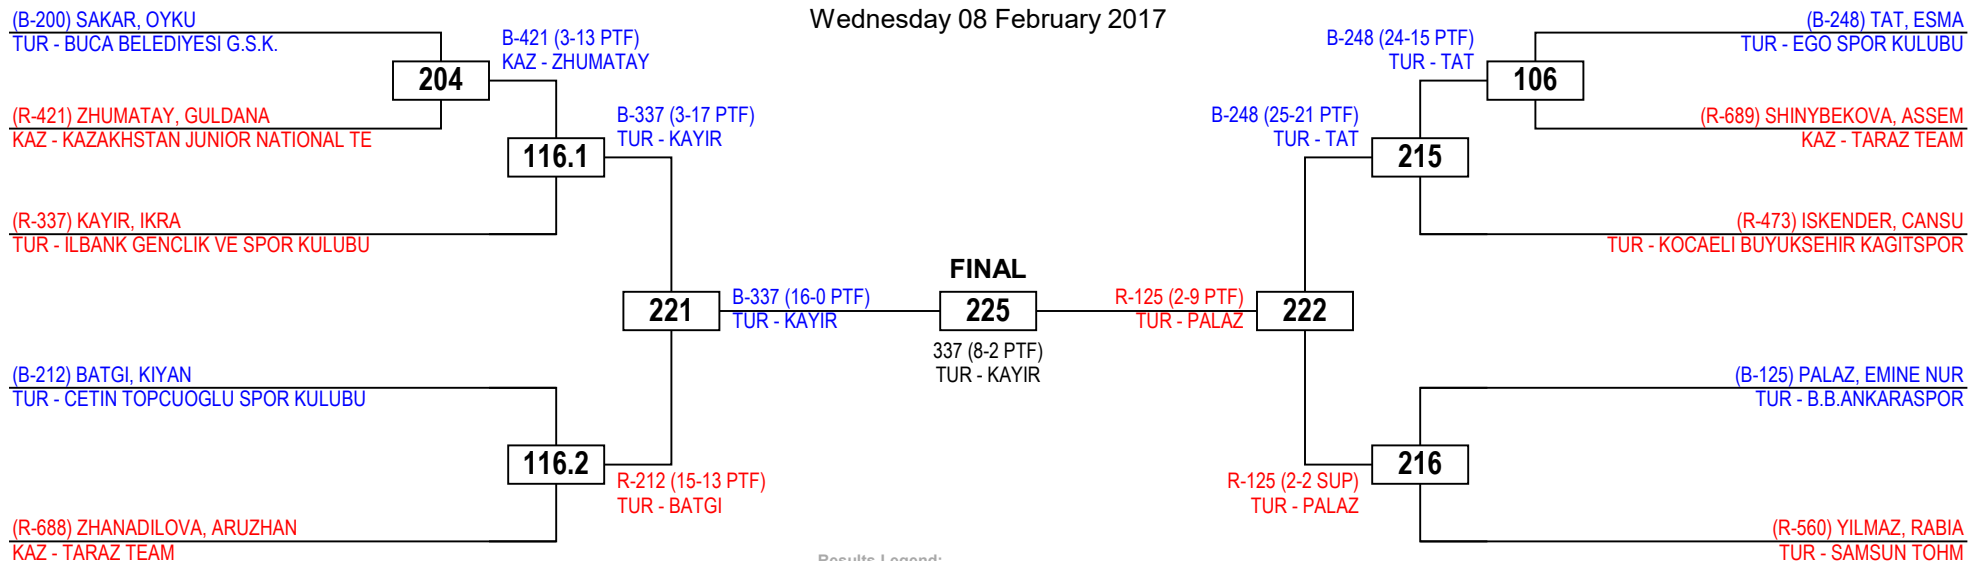 Wednesday 08 February 2017
(B-200) SAKAR, OYKU
TUR - BUCA BELEDIYESI G.S.K.
204
B-421 (3-13 PTF)
KAZ - ZHUMATAY
(R-421) ZHUMATAY, GULDANA
KAZ - KAZAKHSTAN JUNIOR NATIONAL TE
B-337 (3-17 PTF)
TUR - KAYIR
116.1
(R-337) KAYIR, IKRA
TUR - ILBANK GENCLIK VE SPOR KULUBU
221
B-337 (16-0 PTF)
TUR - KAYIR
(B-212) BATGI, KIYAN
TUR - CETIN TOPCUOGLU SPOR KULUBU
116.2
R-212 (15-13 PTF)
TUR - BATGI
(R-688) ZHANADILOVA, ARUZHAN
KAZ - TARAZ TEAM
FINAL
225
337 (8-2 PTF)
TUR - KAYIR
(B-248) TAT, ESMA
TUR - EGO SPOR KULUBU
B-248 (24-15 PTF)
TUR - TAT
106
(R-689) SHINYBEKOVA, ASSEM
KAZ - TARAZ TEAM
B-248 (25-21 PTF)
TUR - TAT
215
(R-473) ISKENDER, CANSU
TUR - KOCAELI BUYUKSEHIR KAGITSPOR
R-125 (2-9 PTF)
TUR - PALAZ
222
(B-125) PALAZ, EMINE NUR
TUR - B.B.ANKARASPOR
216
R-125 (2-2 SUP)
TUR - PALAZ
(R-560) YILMAZ, RABIA
TUR - SAMSUN TOHM
Results Legend: